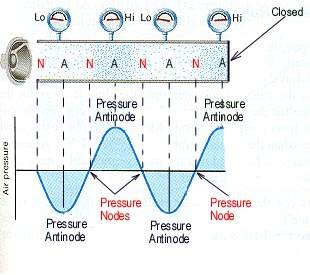 Lo Hi Lo Hi
Closed
N A N A N A N A
Pressure
Antinode
Pressure
Antinode
Air pressure
Pressure
Nodes
Pressure
Node
Pressure
Antinode
Pressure
Antinode